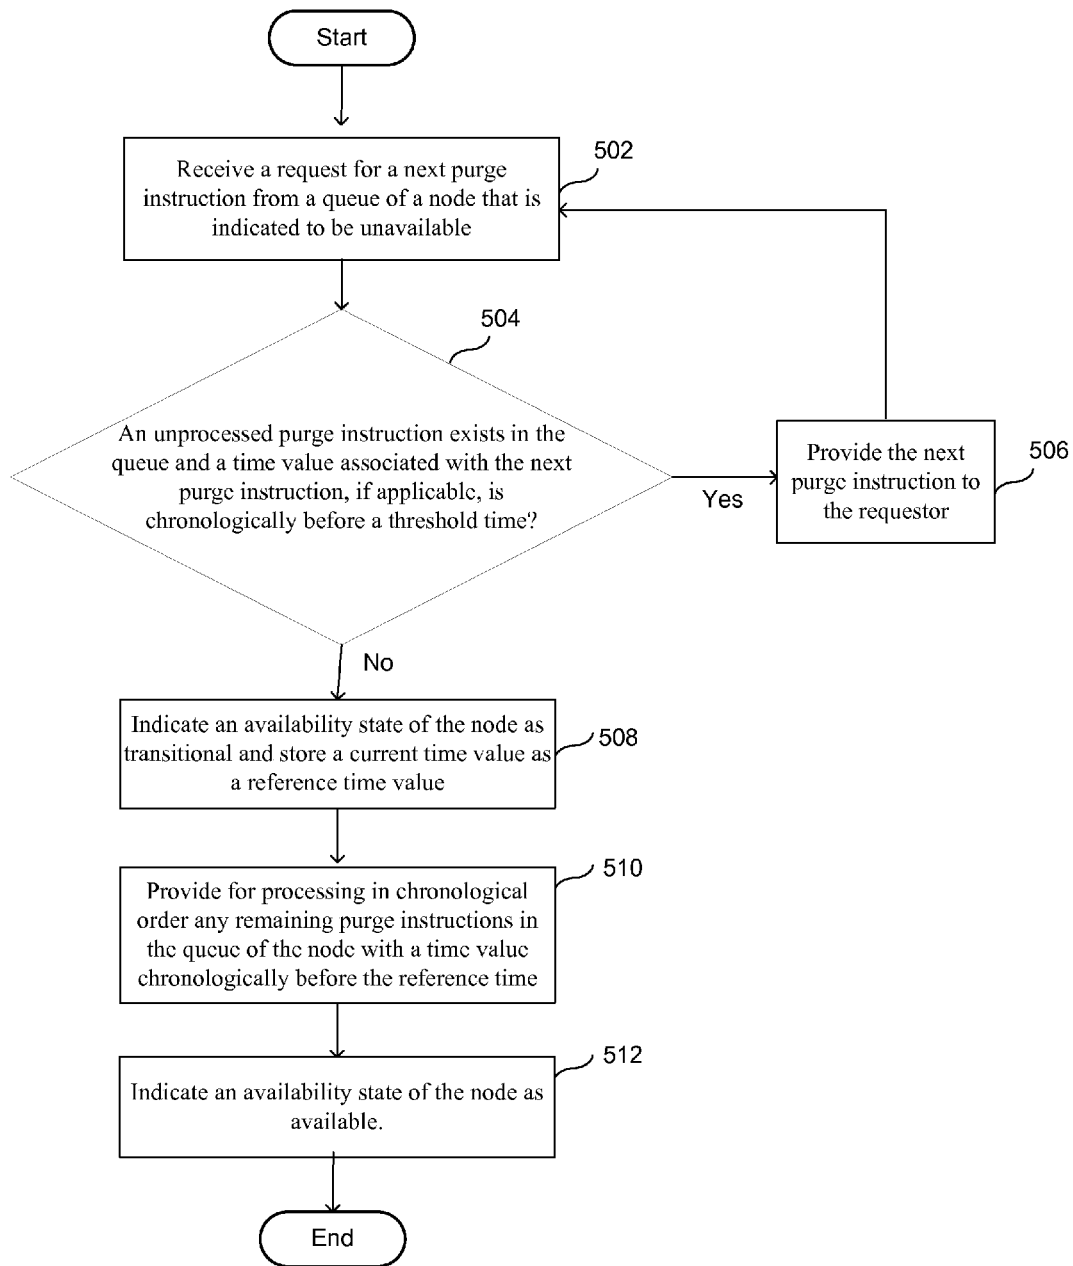 Start
502
Receive a request for a next purge
instruction from a queue of a node that is
indicated to be unavailable
504
An unprocessed purge instruction exists in the
queue and a time value associated with the next
purge instruction, if applicable, is
chronologically before a threshold time?
Yes
Provide the next
purge instruction to
the requestor
506
No
Indicate an availability state of the node as
transitional and store a current time value as
a reference time value
508
510
Provide for processing in chronological
order any remaining purge instructions in
the queue of the node with a time value
chronologically before the reference time
512
Indicate an availability state of the node as
available.
End